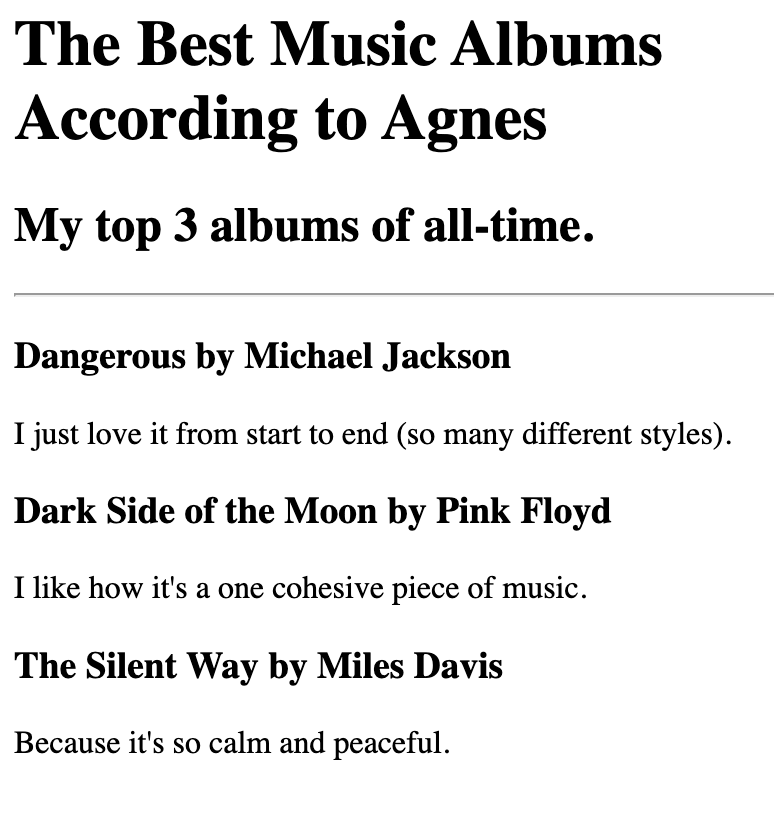 The Best Music Albums
According to Agnes
My top 3 albums of all-time.
Dangerous by Michael Jackson
I just love it from start to end (so many different styles).
Dark Side of the Moon by Pink Floyd
I like how it's a one cohesive piece of music.
The Silent Way by Miles Davis
Because it's so calm and peaceful.